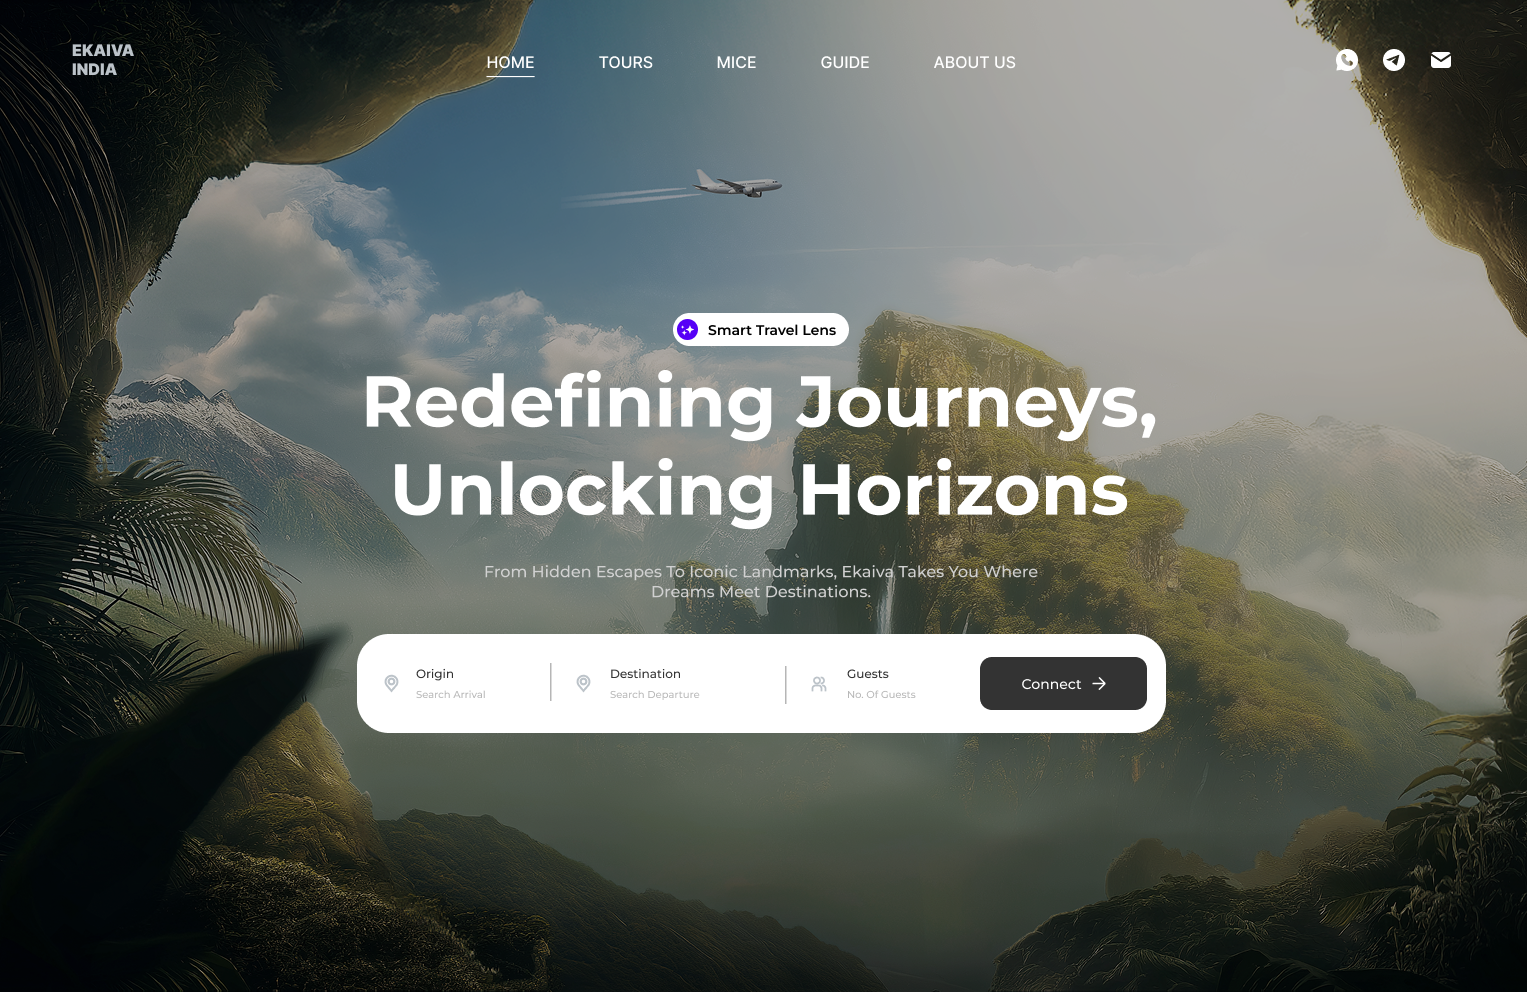 EKAIVA
INDIA
HOME TOURS MICE GUIDE ABOUT US
Smart Travel Lens
Redefining Journeys,
Unlocking Horizons
From Hidden Escapes To Iconic Landmarks, Ekaiva Takes You Where
Dreams Meet Destinations.
Origin Destination Guests
Search Arrival Search Departure No. Of Guests
Connect